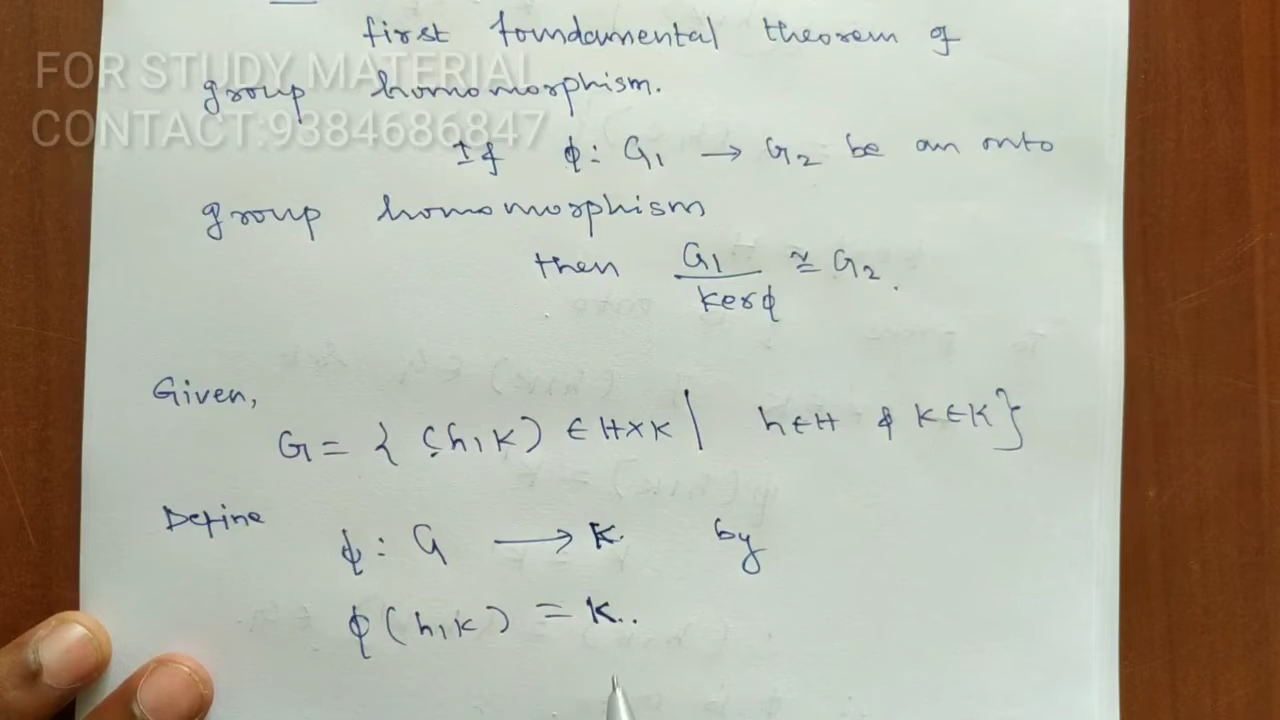 first foundamental theorem of
FOR STUDY MATERIAL
group homomorphism.
CONTACT:9384686847
If ϕ: G₁ → G₂ be an onto
group homomorphism
then G₁/kerϕ ≅ G₂.
Given,
G = { (h,k) ∈ H×K | h∈H & k∈K}
Define
ϕ: G → K by
ϕ(h,k) = k..